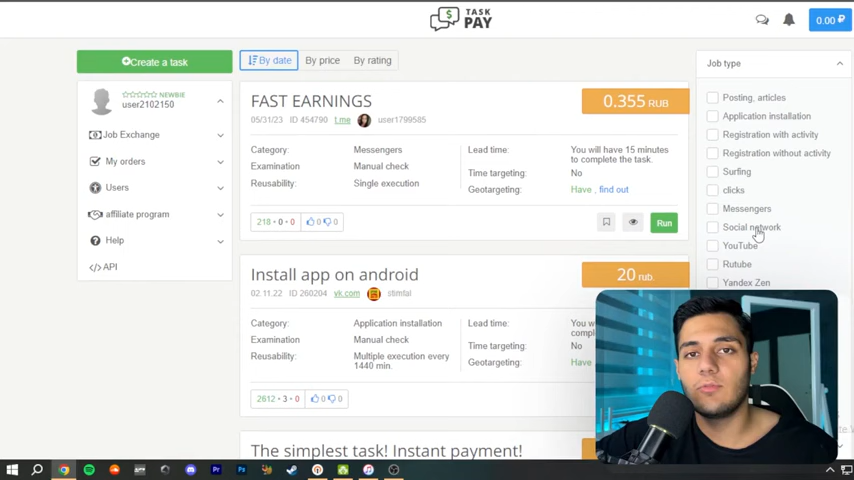 TASK
PAY
0.00 ₽
Create a task
By date
By price
By rating
Job type
NEWBIE
user2102150
Job Exchange
My orders
Users
affiliate program
Help
</> API
FAST EARNINGS
0.355 RUB
05/31/23 ID 454790 t.me user1799585
Category: Messengers
Examination Manual check
Reusability: Single execution
Lead time: You will have 15 minutes
to complete the task.
Time targeting: No
Geotargeting: Have , find out
218 • 0 • 0
0 0
Run
Install app on android
20 rub.
02.11.22 ID 260204 vk.com stimfal
Category: Application installation
Examination Manual check
Reusability: Multiple execution every
1440 min.
Lead time:
Time targeting: No
Geotargeting: Have
2612 • 3 • 0
0 0
The simplest task! Instant payment!
Posting, articles
Application installation
Registration with activity
Registration without activity
Surfing
clicks
Messengers
Social network
YouTube
Rutube
Yandex Zen